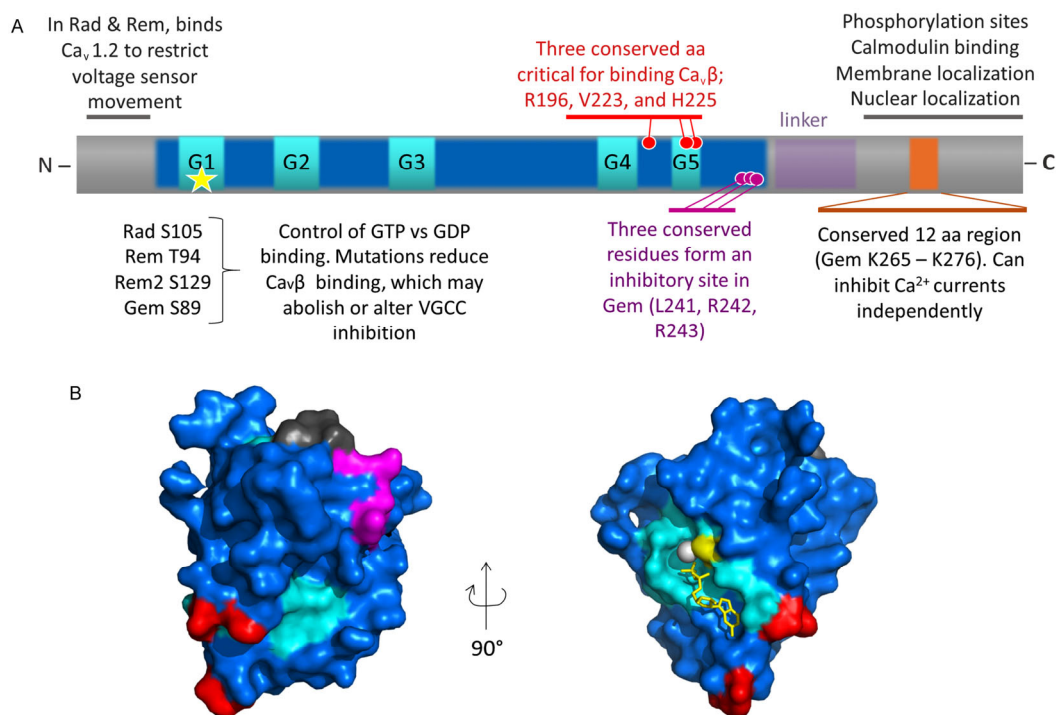 A
In Rad & Rem, binds
Caᵥ 1.2 to restrict
voltage sensor
movement
Three conserved aa
critical for binding Caᵥβ;
R196, V223, and H225
Phosphorylation sites
Calmodulin binding
Membrane localization
Nuclear localization
linker
N –
G1
G2
G3
G4
G5
– C
Rad S105
Rem T94
Rem2 S129
Gem S89
Control of GTP vs GDP
binding. Mutations reduce
Caᵥβ binding, which may
abolish or alter VGCC
inhibition
Three conserved
residues form an
inhibitory site in
Gem (L241, R242,
R243)
Conserved 12 aa region
(Gem K265 – K276). Can
inhibit Ca²⁺ currents
independently
B
90°